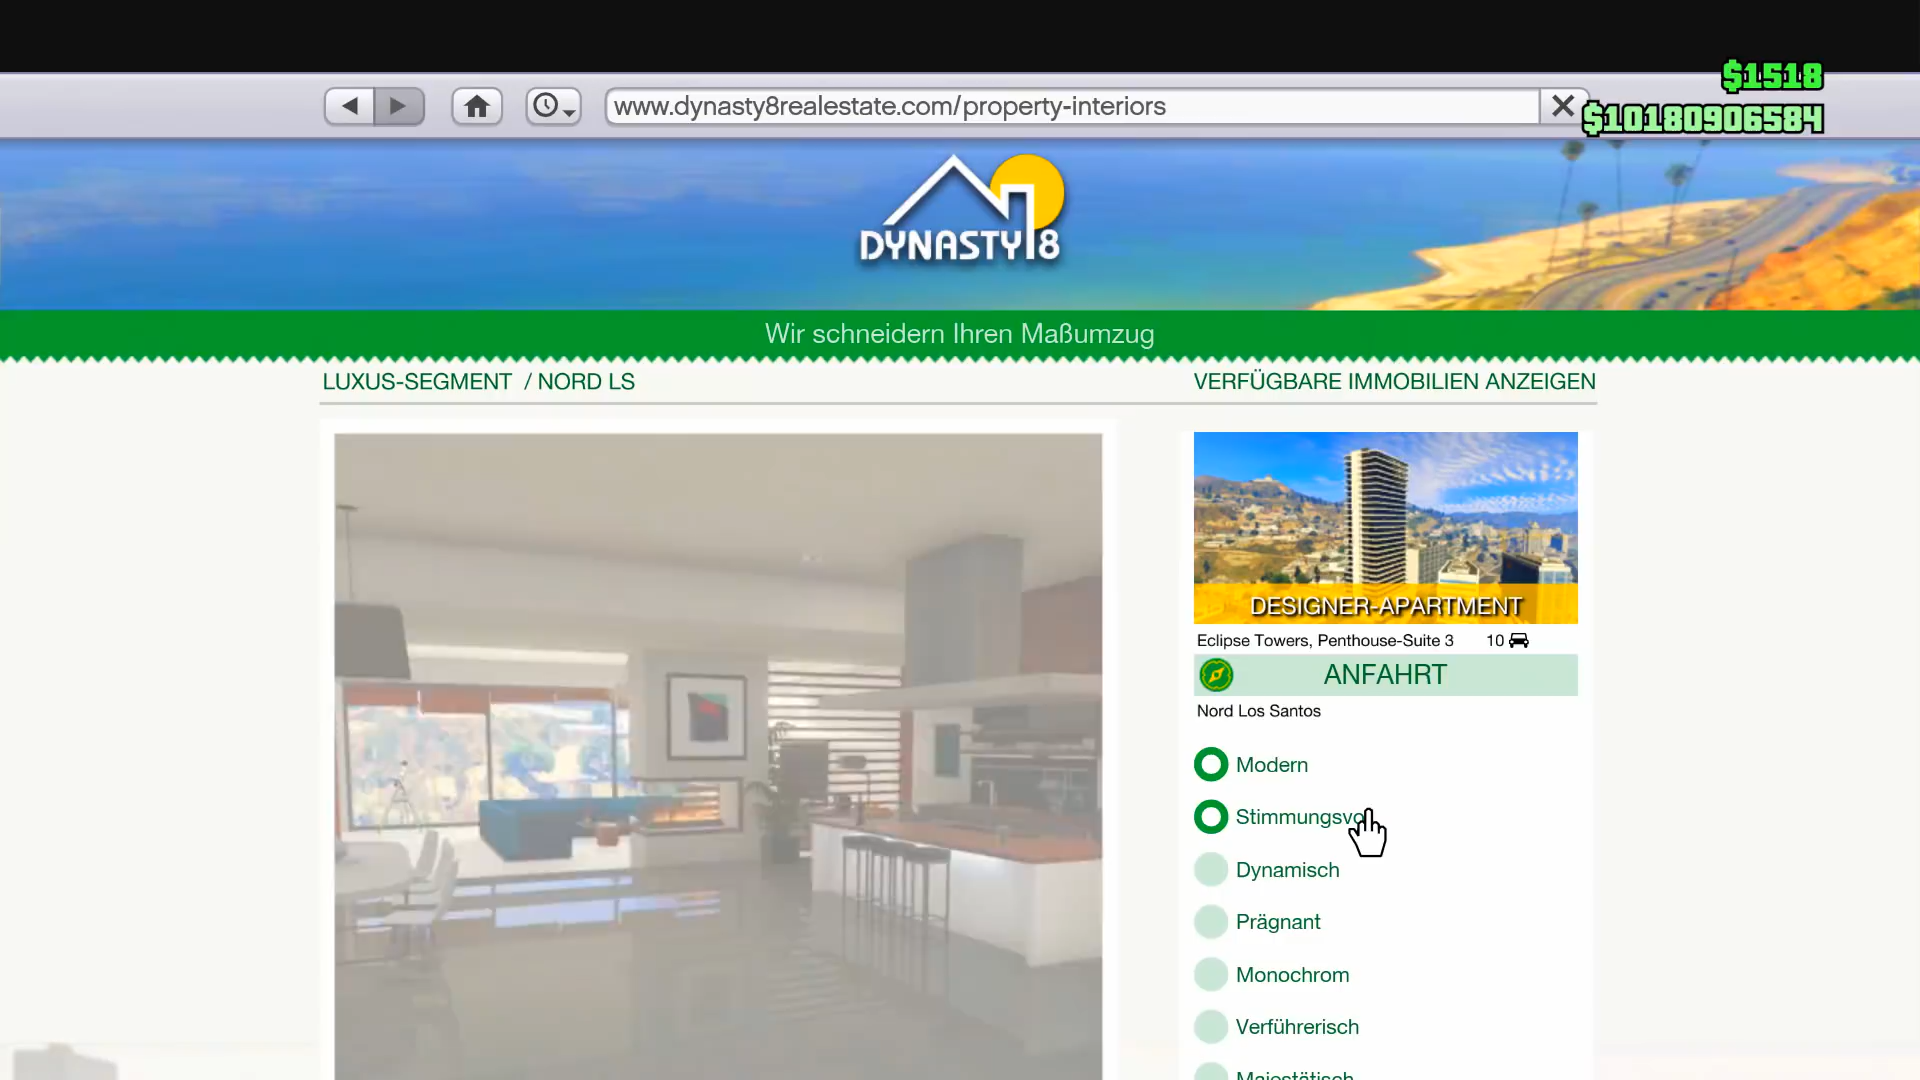 $1518
www.dynasty8realestate.com/property-interiors
$10180906584
DYNASTY8
Wir schneidern Ihren Maßumzug
LUXUS-SEGMENT / NORD LS
VERFÜGBARE IMMOBILIEN ANZEIGEN
DESIGNER-APARTMENT
Eclipse Towers, Penthouse-Suite 3 10
ANFAHRT
Nord Los Santos
Modern
Dynamisch
Prägnant
Monochrom
Verführerisch
Majestätisch